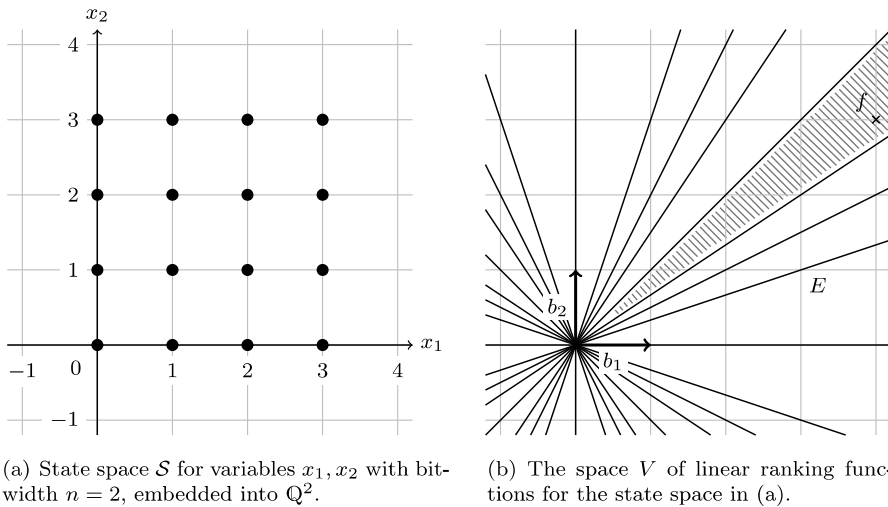 x₂
4
3
2
1
0
−1
1
2
3
4
x₁
−1
f
E
b₂
b₁
(a) State space 𝒮 for variables x₁, x₂ with bit-
width n = 2, embedded into ℚ².
(b) The space V of linear ranking func-
tions for the state space in (a).